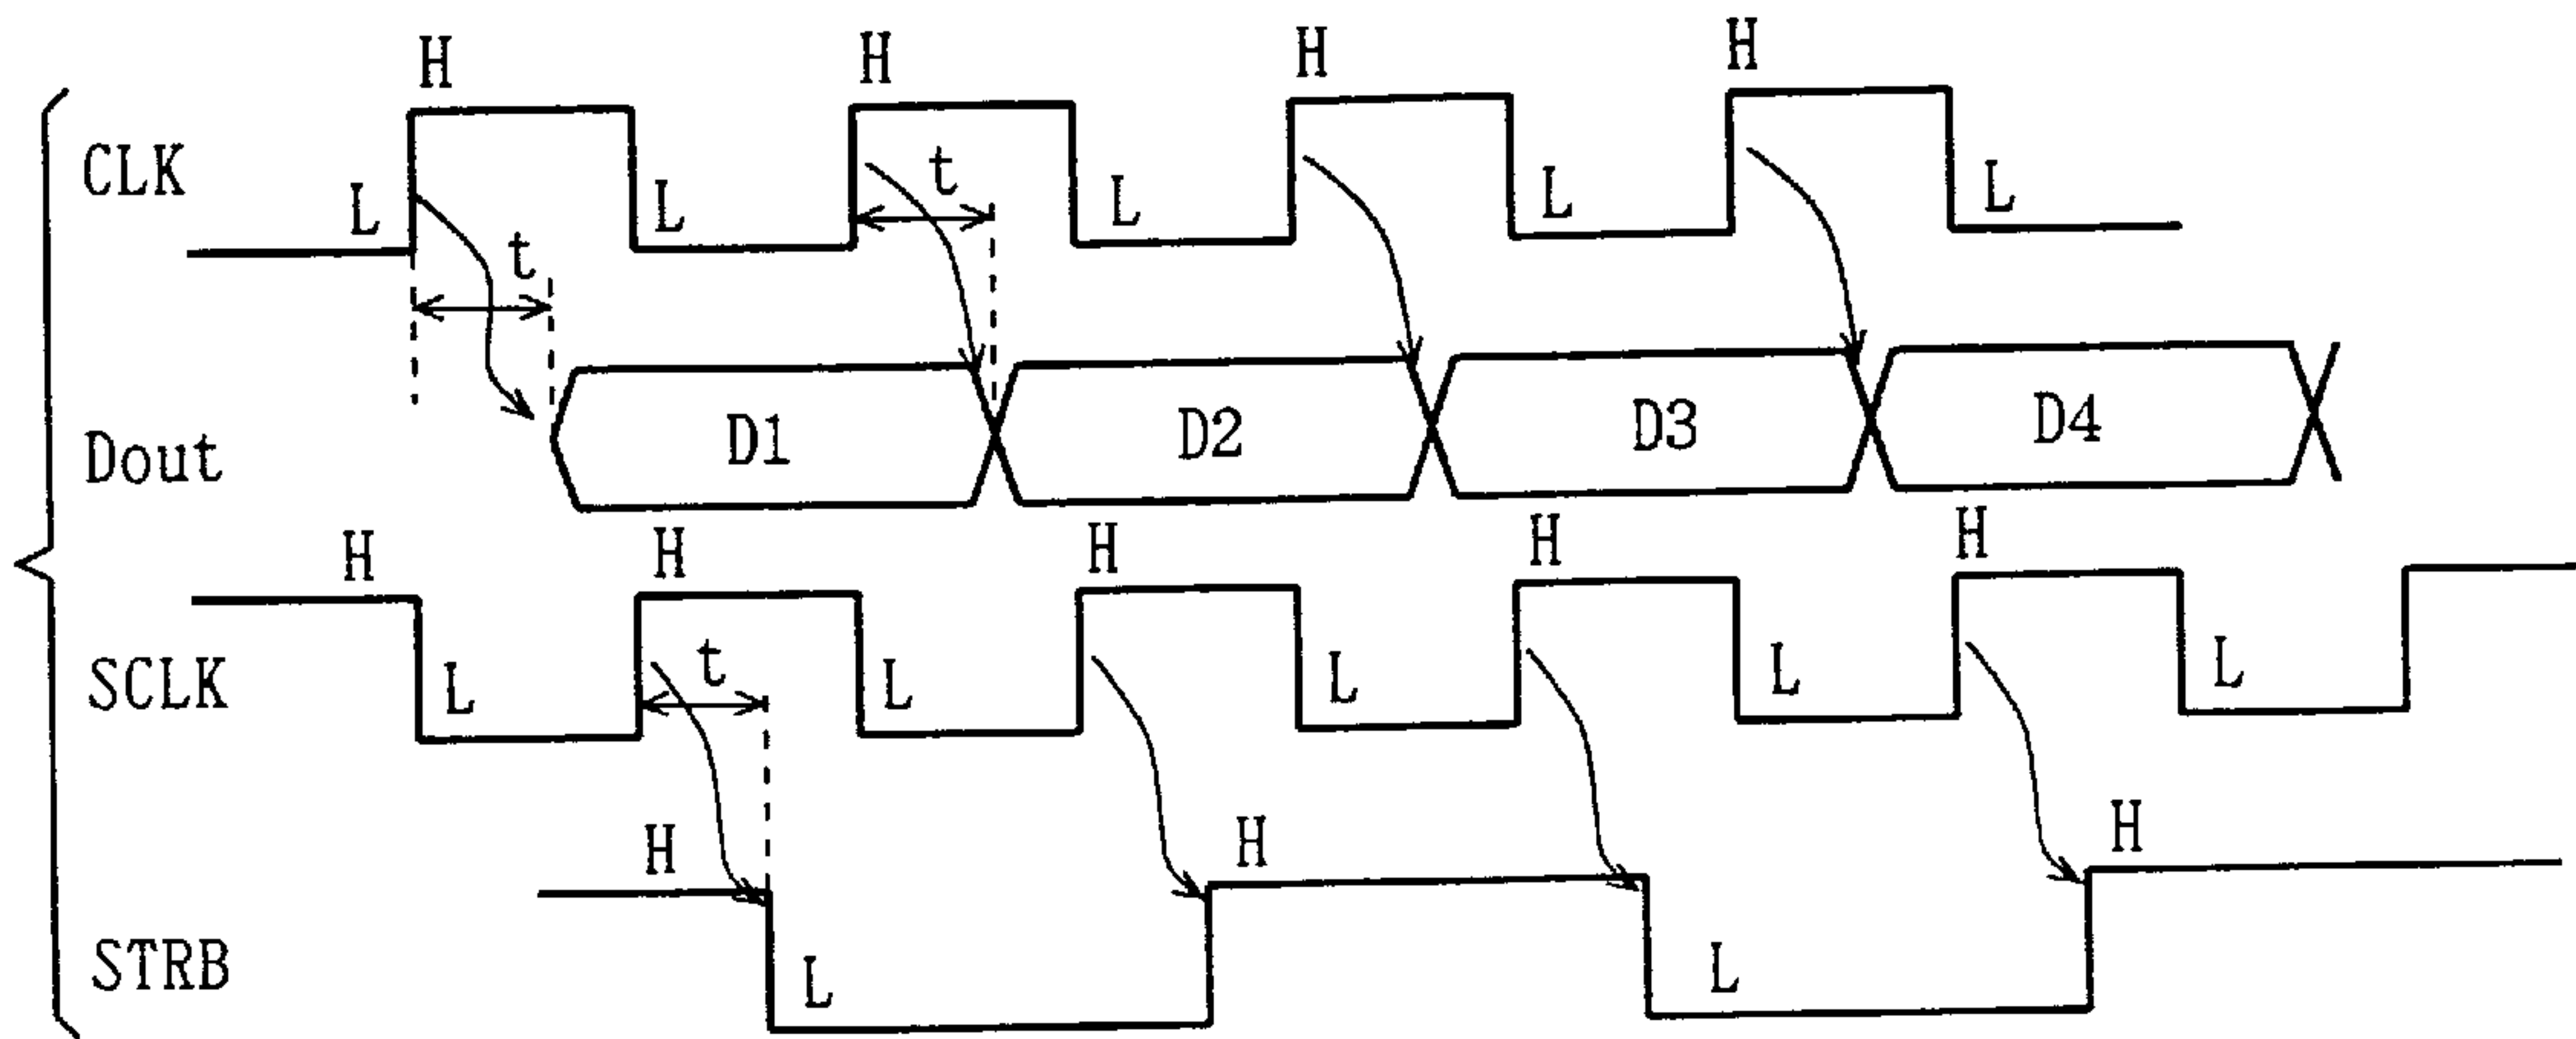 H H H H
CLK L t L t L L L
Dout D1 D2 D3 D4
H H H H H
SCLK L t L L L L
H H H
STRB L L